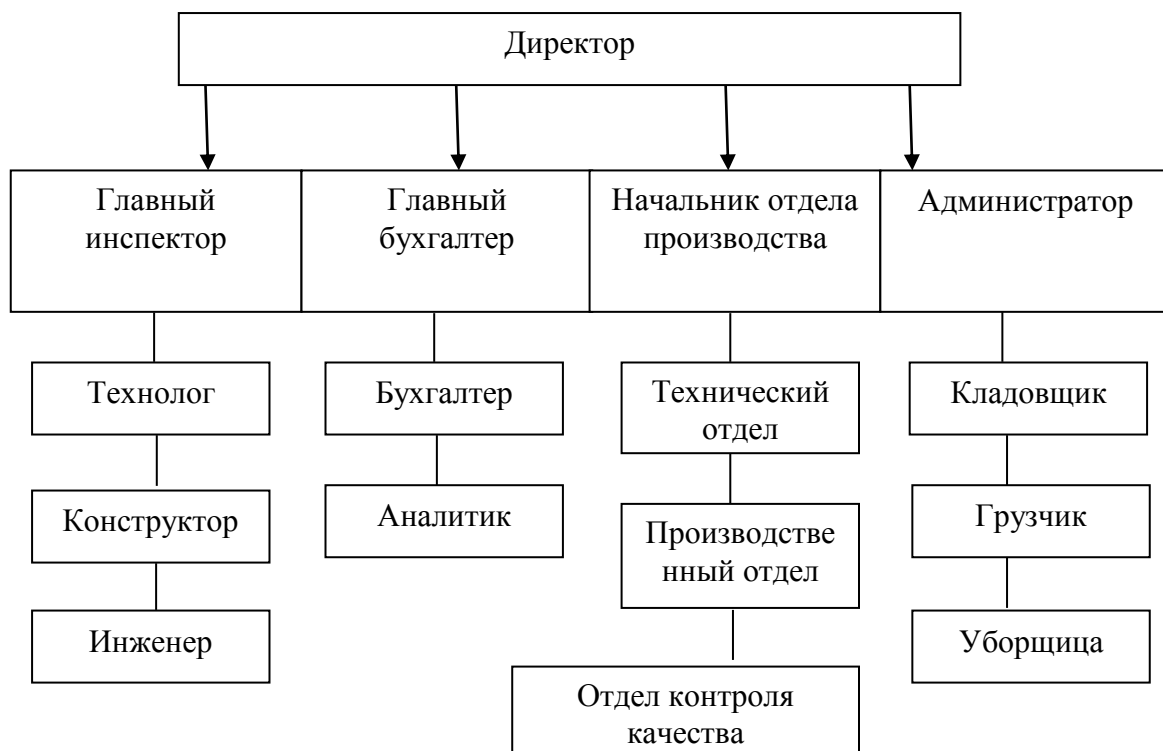 Директор
Главный
инспектор
Главный
бухгалтер
Начальник отдела
производства
Администратор
Технолог
Бухгалтер
Технический
отдел
Кладовщик
Конструктор
Аналитик
Производстве
нный отдел
Грузчик
Инженер
Уборщица
Отдел контроля
качества